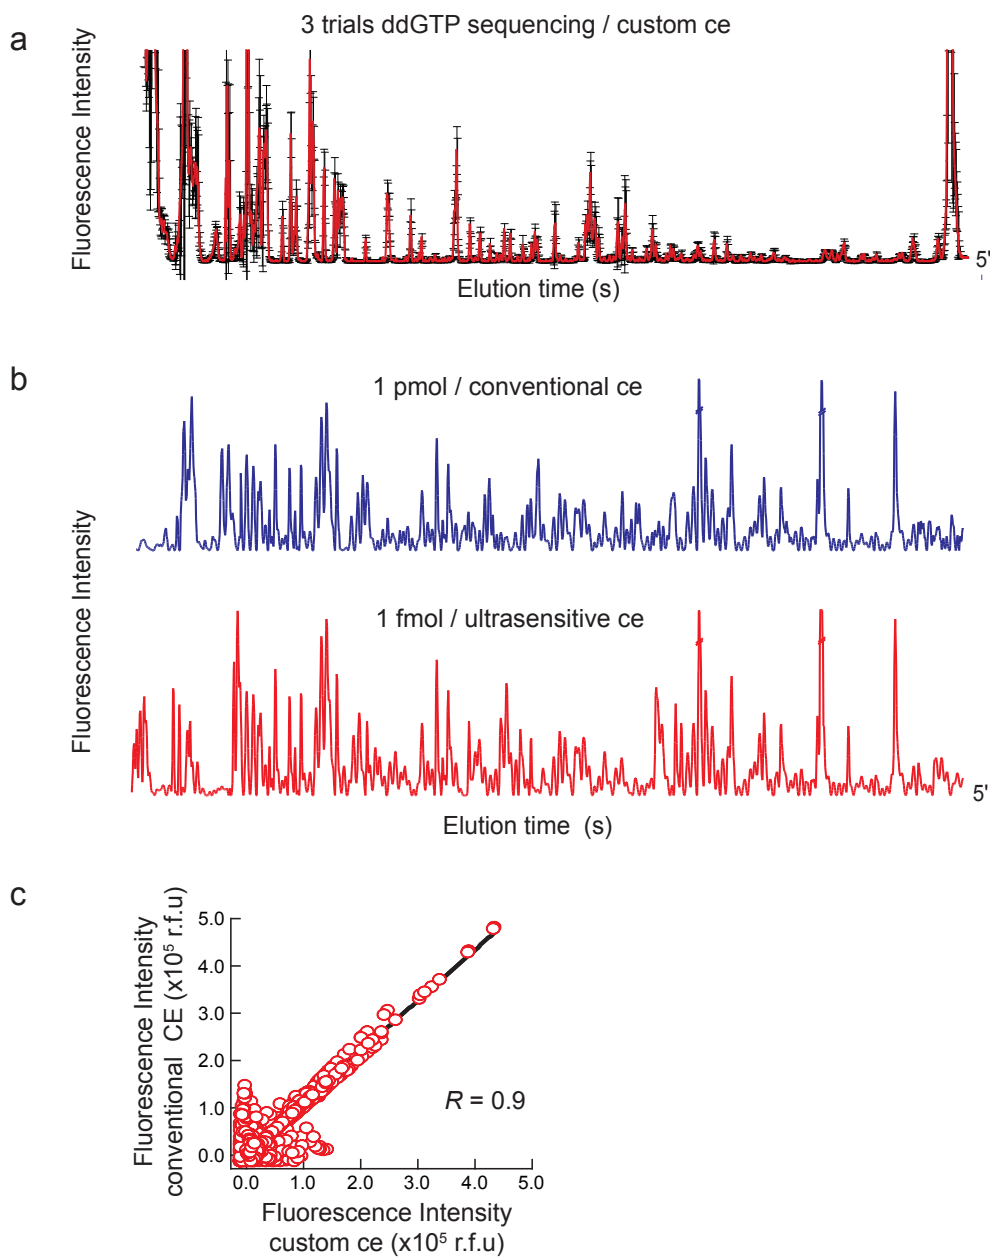 a
3 trials ddGTP sequencing / custom ce
Fluorescence Intensity
5'
Elution time (s)
b
1 pmol / conventional ce
Fluorescence Intensity
1 fmol / ultrasensitive ce
5'
Elution time (s)
c
Fluorescence Intensity
conventional CE (x10⁵ r.f.u)
5.0
4.0
3.0
2.0
1.0
0.0
R = 0.9
0.0 1.0 2.0 3.0 4.0 5.0
Fluorescence Intensity
custom ce (x10⁵ r.f.u)